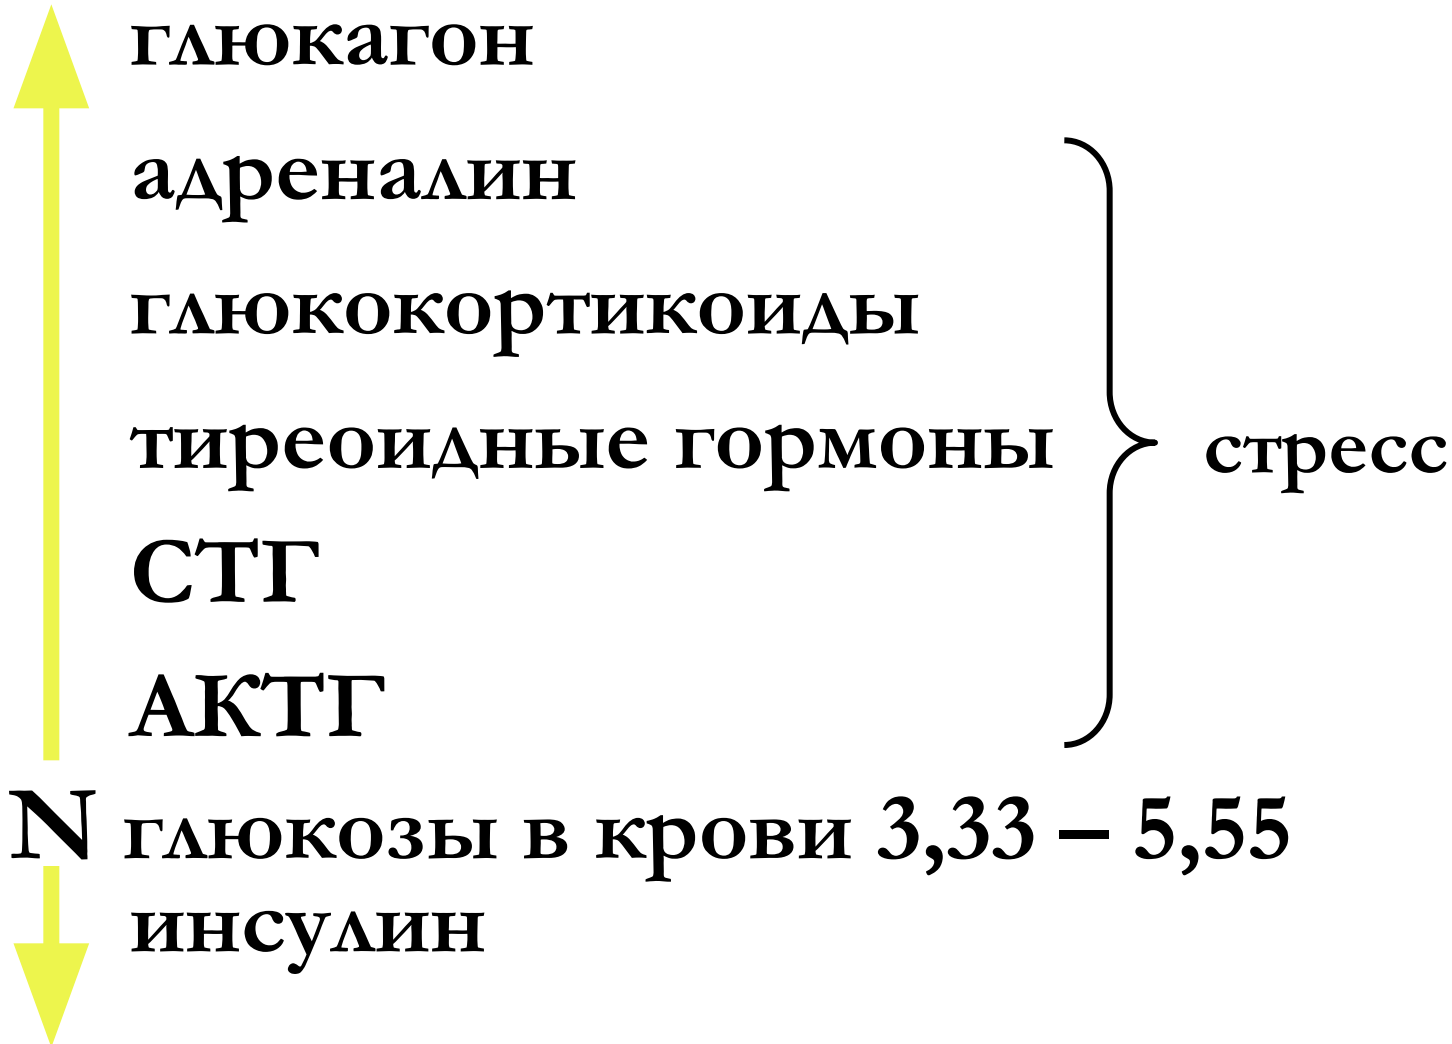 глюкагон
адреналин
глюкокортикоиды
тиреоидные гормоны
стресс
СТГ
АКТГ
N глюкозы в крови 3,33 – 5,55
инсулин